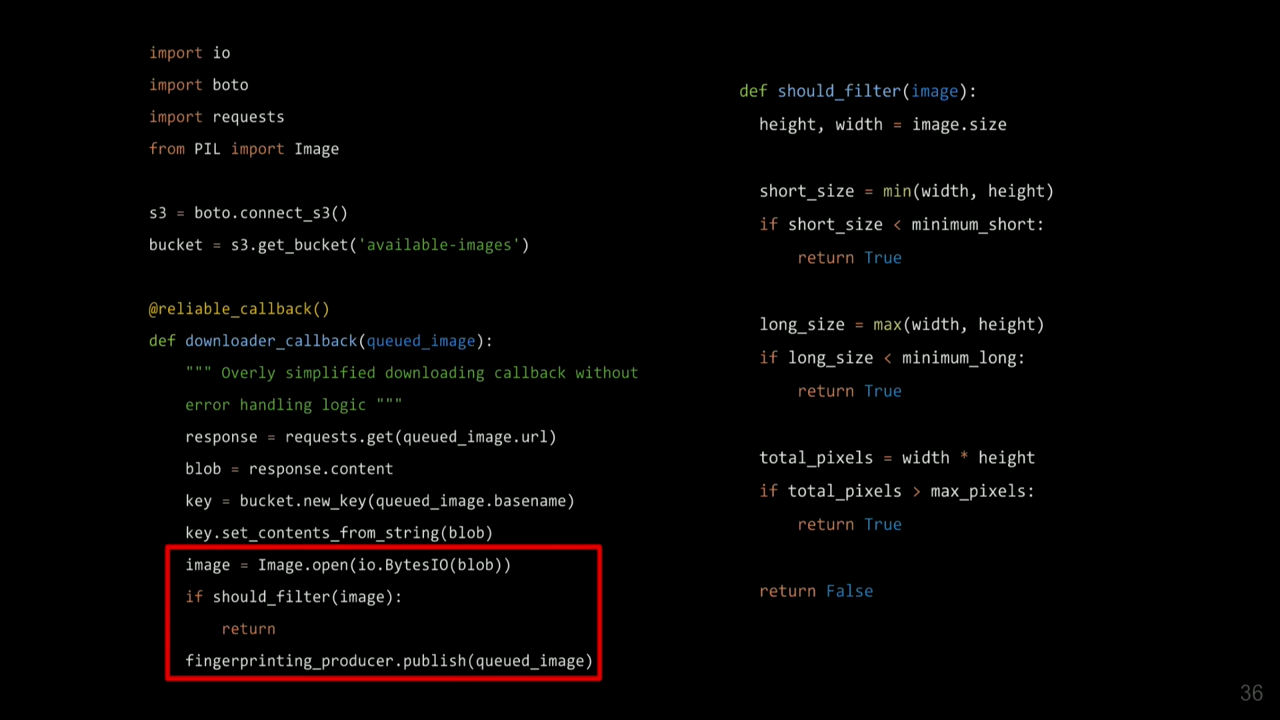 import io
import boto
import requests
from PIL import Image
s3 = boto.connect_s3()
bucket = s3.get_bucket('available-images')
@reliable_callback()
def downloader_callback(queued_image):
""" Overly simplified downloading callback without
error handling logic """
response = requests.get(queued_image.url)
blob = response.content
key = bucket.new_key(queued_image.basename)
key.set_contents_from_string(blob)
image = Image.open(io.BytesIO(blob))
if should_filter(image):
return
fingerprinting_producer.publish(queued_image)
def should_filter(image):
height, width = image.size
short_size = min(width, height)
if short_size < minimum_short:
return True
long_size = max(width, height)
if long_size < minimum_long:
return True
total_pixels = width * height
if total_pixels > max_pixels:
return True
return False
36